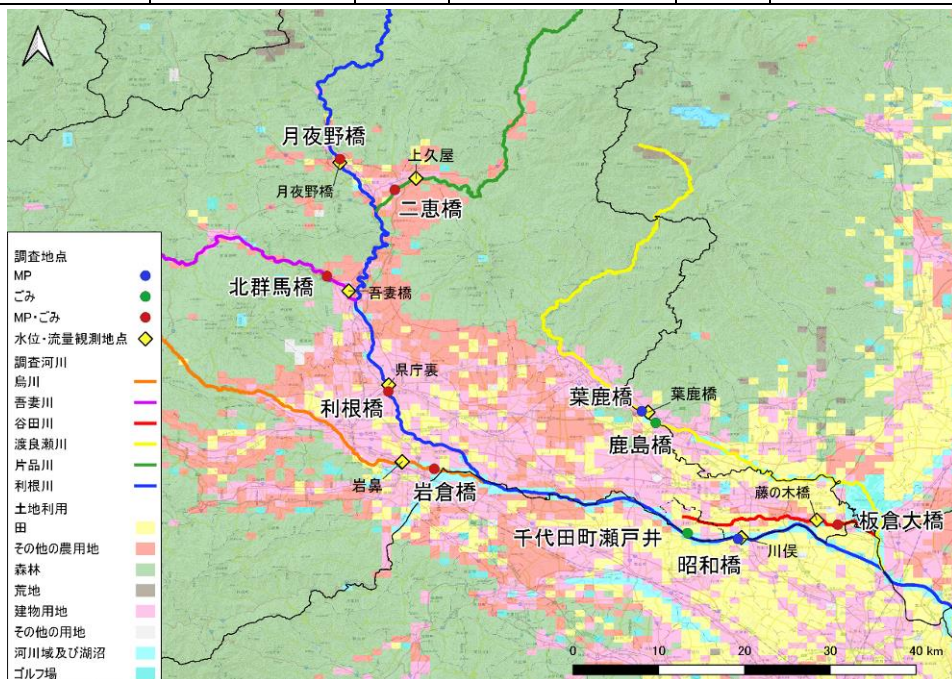 月夜野橋
上久屋
月夜野橋
二恵橋
北群馬橋
吾妻橋
調査地点
MP
ごみ
MP・ごみ
水位・流量観測地点
調査河川
烏川
吾妻川
谷田川
渡良瀬川
片品川
利根川
土地利用
田
その他の農用地
森林
荒地
建物用地
その他の用地
河川域及び湖沼
ゴルフ場
県庁裏
利根橋
葉鹿橋
葉鹿橋
鹿島橋
岩鼻
岩倉橋
藤の木橋
板倉大橋
千代田町瀬戸井
川俣
昭和橋
0 10 20 30 40 km